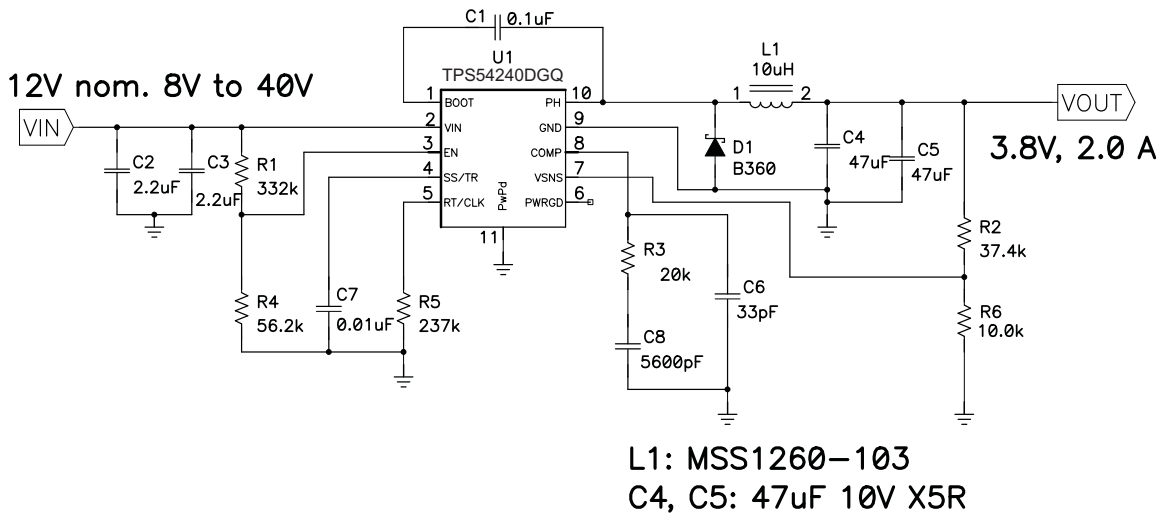 C1 0.1uF
U1
TPS54240DGQ
12V nom. 8V to 40V
VIN
1 BOOT PH 10
2 VIN GND 9
3 EN COMP 8
4 SS/TR VSNS 7
5 RT/CLK PWRGD 6
PwPd
11
L1
10uH
1 2
VOUT
3.8V, 2.0 A
D1
B360
C4
47uF
C5
47uF
C2
2.2uF
C3
2.2uF
R1
332k
R2
37.4k
R3
20k
C6
33pF
R4
56.2k
C7
0.01uF
R5
237k
C8
5600pF
R6
10.0k
L1: MSS1260-103
C4, C5: 47uF 10V X5R